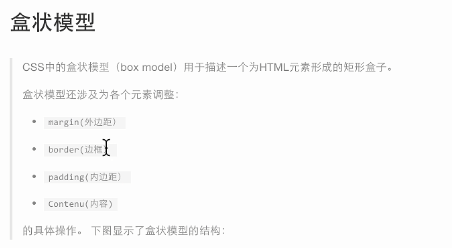 盒状模型
CSS中的盒状模型（box model）用于描述一个为HTML元素形成的矩形盒子。
盒状模型还涉及为各个元素调整：
margin(外边距)
border(边框)
padding(内边距)
Contenu(内容)
的具体操作。 下图显示了盒状模型的结构：